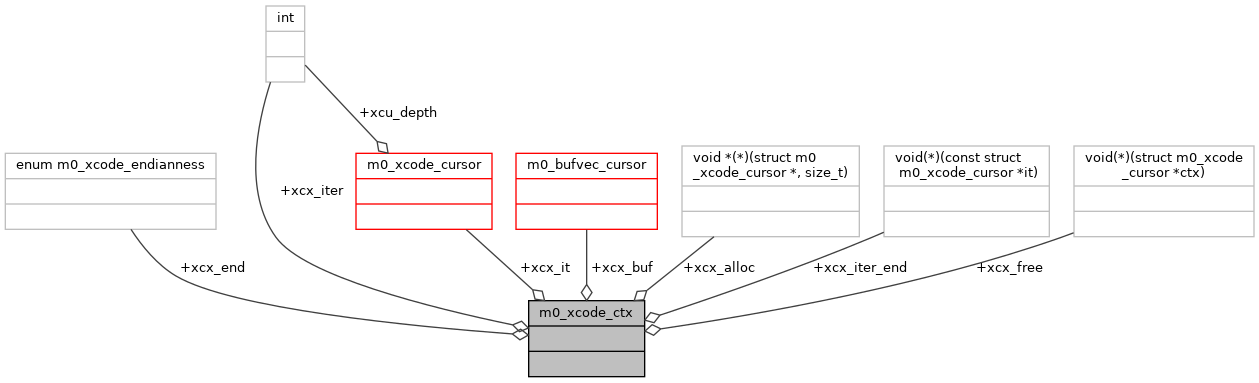 int
+xcu_depth
enum m0_xcode_endianness
m0_xcode_cursor
m0_bufvec_cursor
void *(*)(struct m0
_xcode_cursor *, size_t)
void(*)(const struct
m0_xcode_cursor *it)
void(*)(struct m0_xcode
_cursor *ctx)
+xcx_iter
+xcx_end
+xcx_it
+xcx_buf
+xcx_alloc
+xcx_iter_end
+xcx_free
m0_xcode_ctx